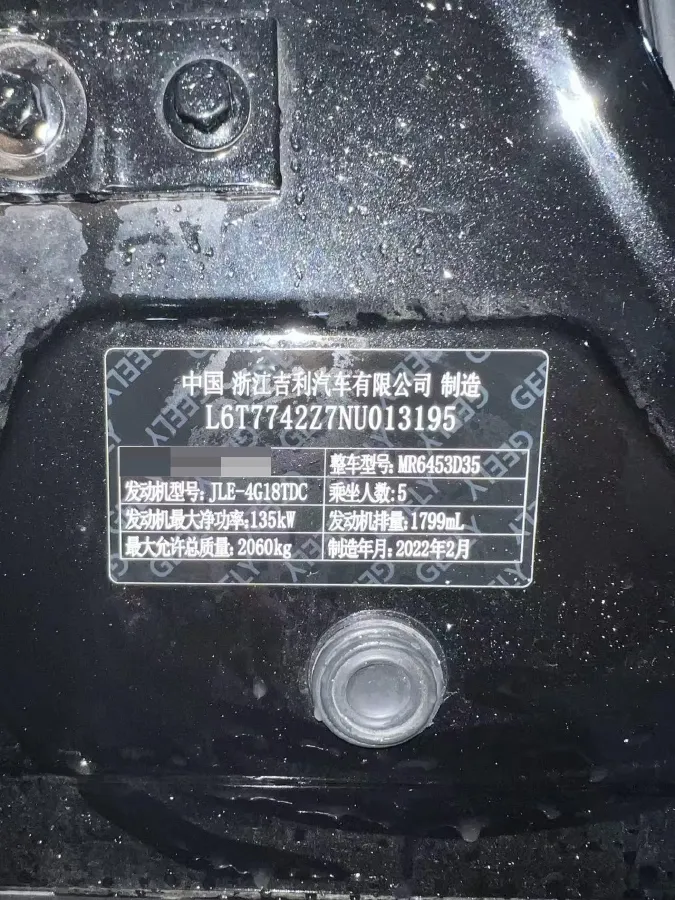 中国 浙江吉利汽车有限公司 制造
L6T7742Z7NU013195
整车型号: MR6453D35
发动机型号: JLE-4G18TDC 乘坐人数: 5
发动机最大净功率: 135kW 发动机排量: 1799mL
最大允许总质量: 2060kg 制造年月: 2022年2月
GEELY